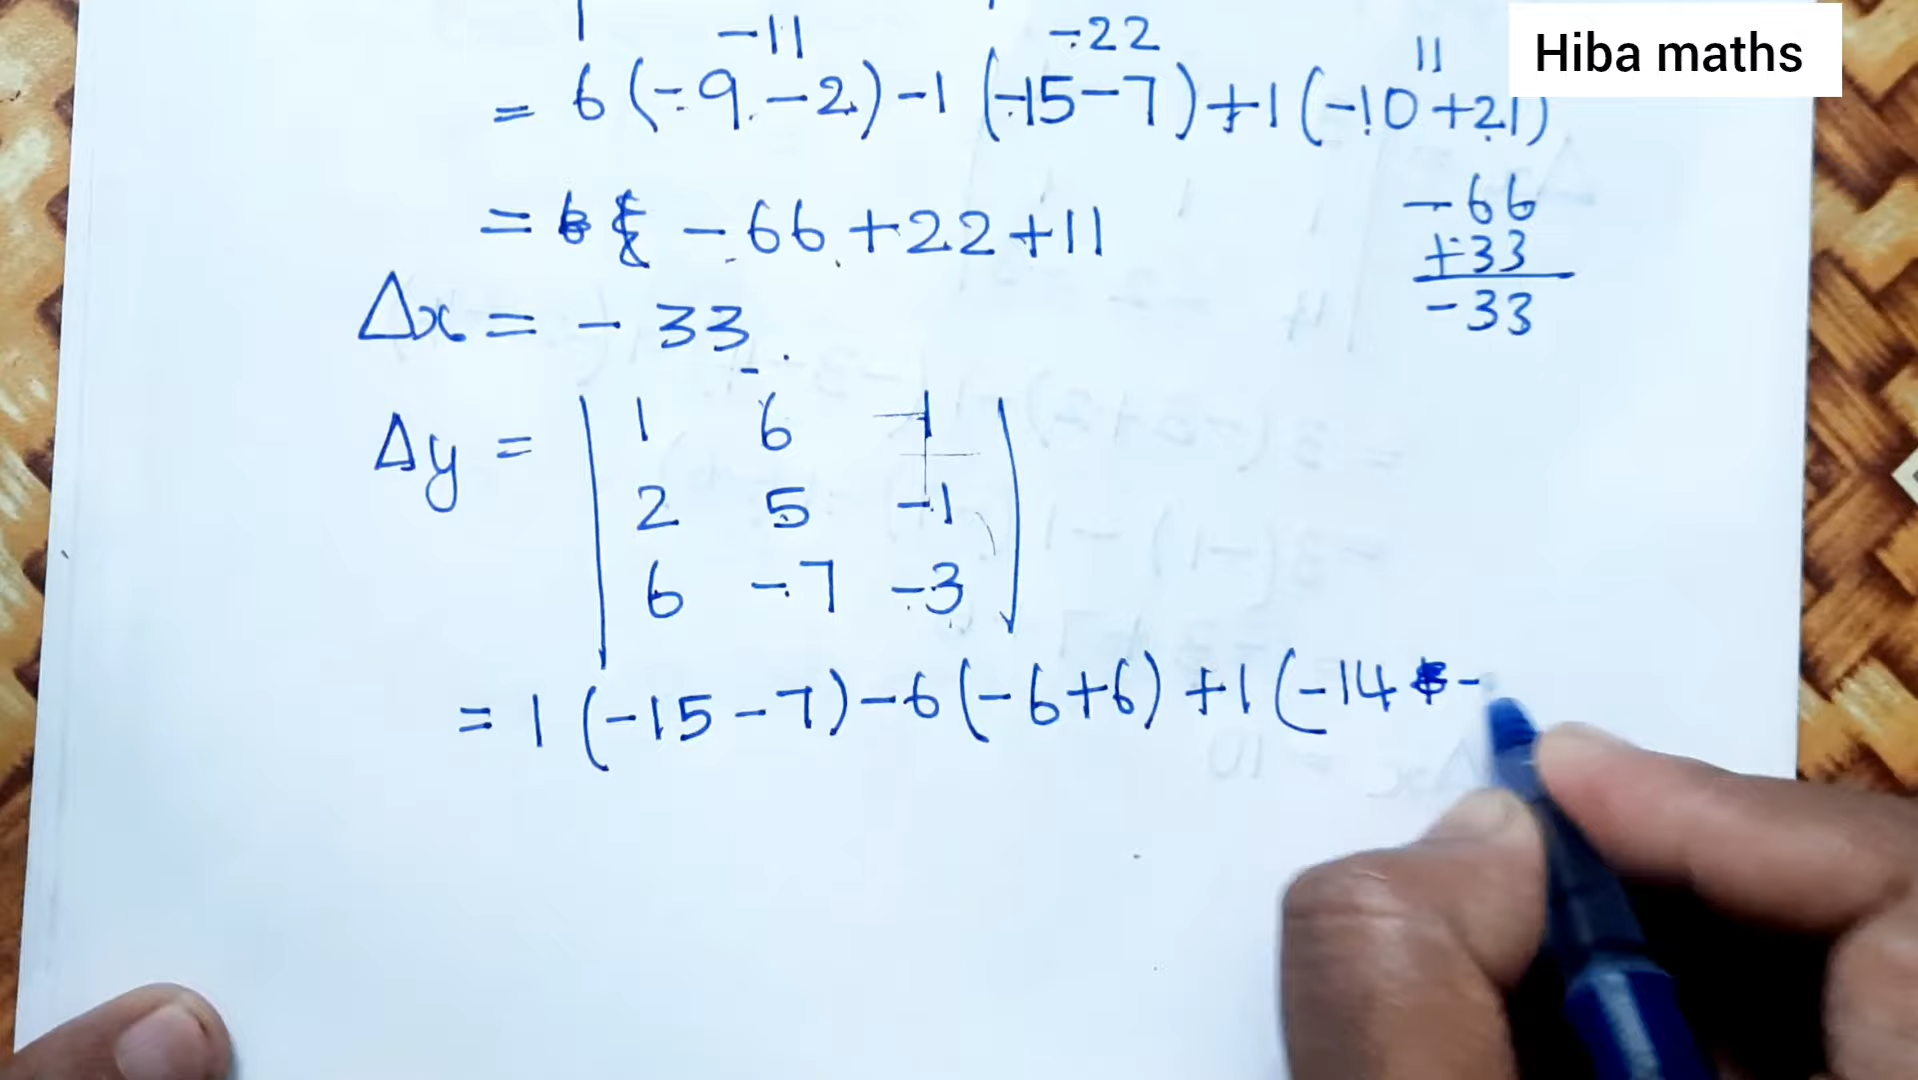 Hiba maths
-11 -22 11
= 6 (-9 - 2) - 1 (-15 - 7) + 1 (-10 + 21)
= - 66 + 22 + 11
-66
+33
-33
Δx = - 33.
Δy = | 1 6 1 |
| 2 5 -1 |
| 6 -7 -3 |
= 1 (-15 - 7) - 6 (-6 + 6) + 1 (-14 -